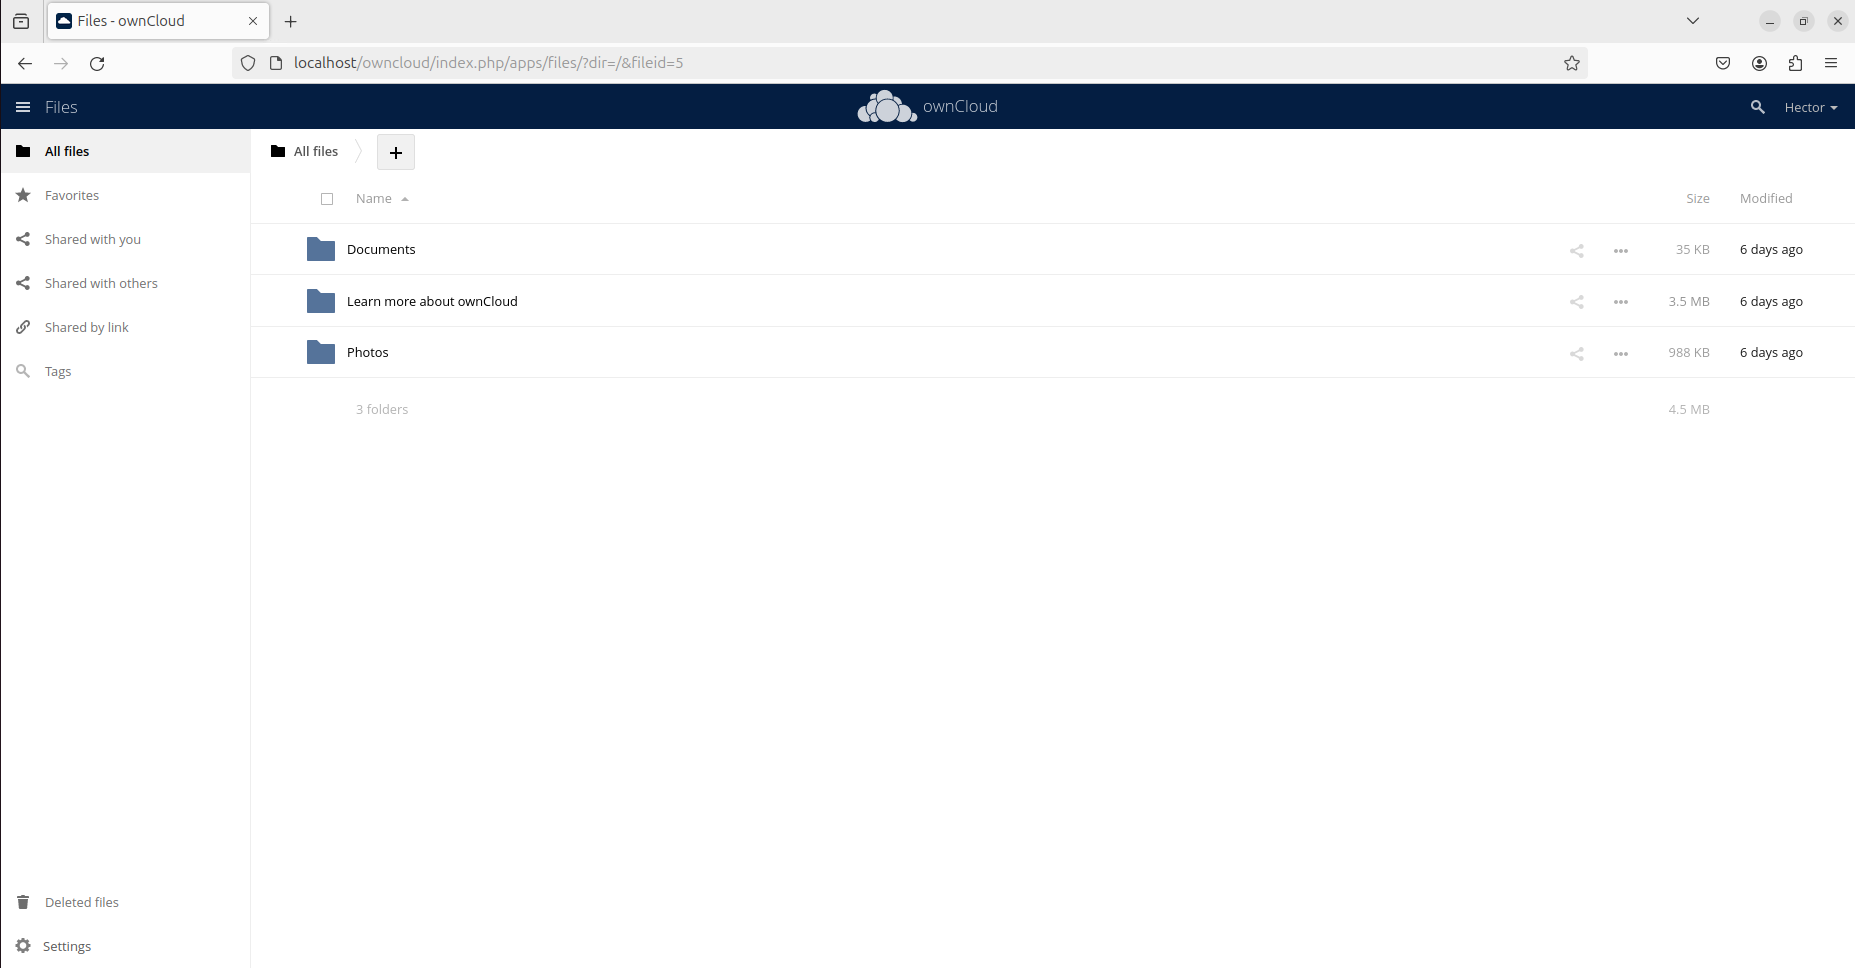 Files - ownCloud
localhost/owncloud/index.php/apps/files/?dir=/&fileid=5
Files
ownCloud
Hector
All files
Favorites
Shared with you
Shared with others
Shared by link
Tags
Deleted files
Settings
All files
Name Size Modified
Documents 35 KB 6 days ago
Learn more about ownCloud 3.5 MB 6 days ago
Photos 988 KB 6 days ago
3 folders 4.5 MB